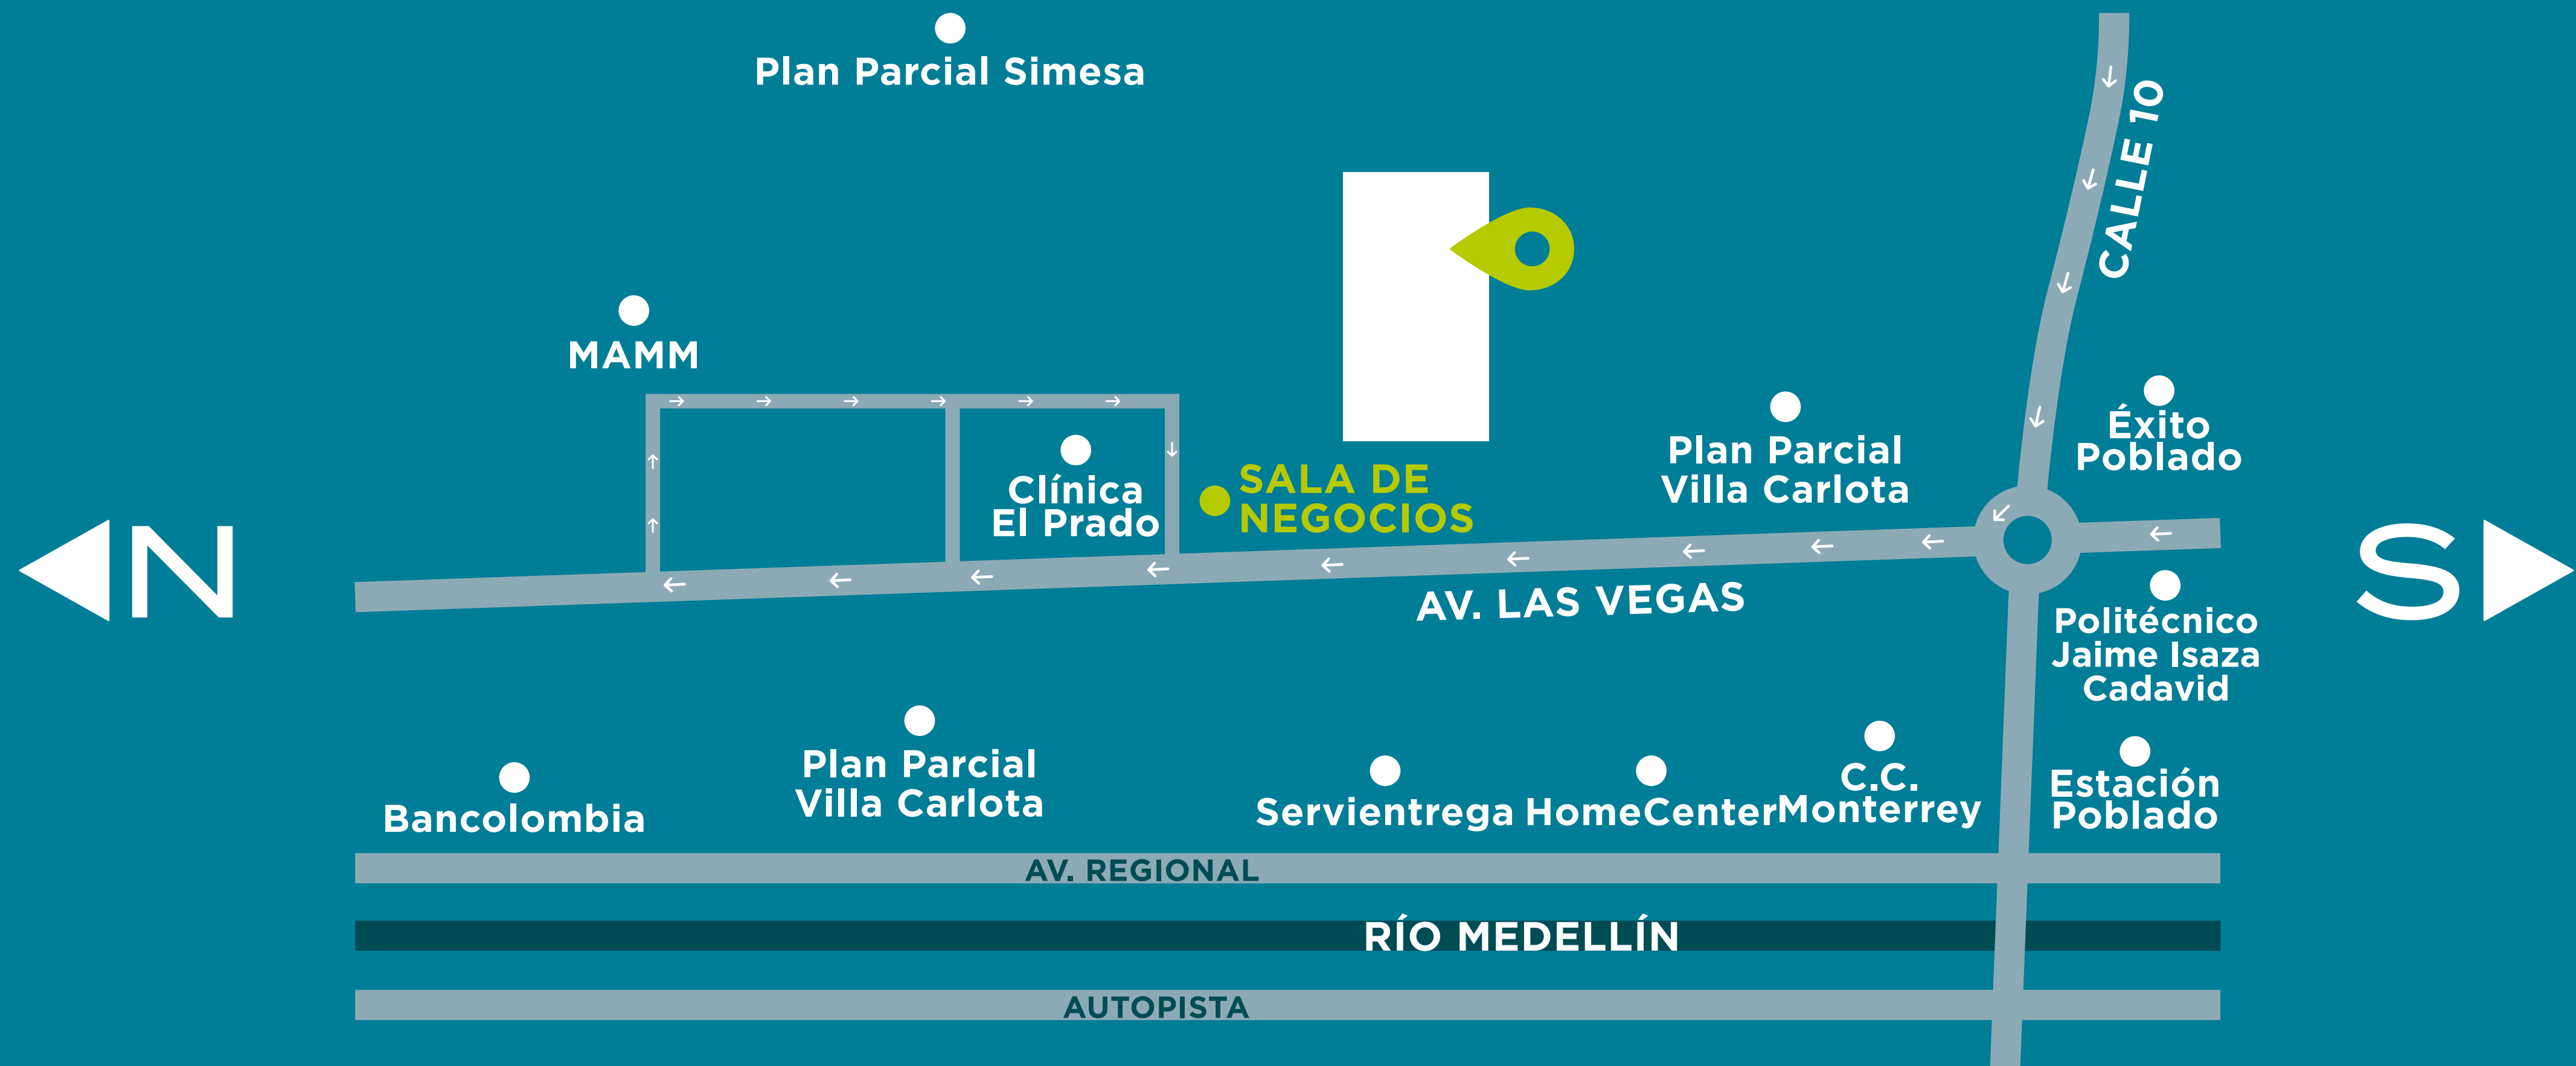 Plan Parcial Simesa
CALLE 10
MAMM
Clínica
El Prado
SALA DE
NEGOCIOS
Plan Parcial
Villa Carlota
Éxito
Poblado
N
S
AV. LAS VEGAS
Politécnico
Jaime Isaza
Cadavid
Bancolombia
Plan Parcial
Villa Carlota
Servientrega
HomeCenter
C.C.
Monterrey
Estación
Poblado
AV. REGIONAL
RÍO MEDELLÍN
AUTOPISTA